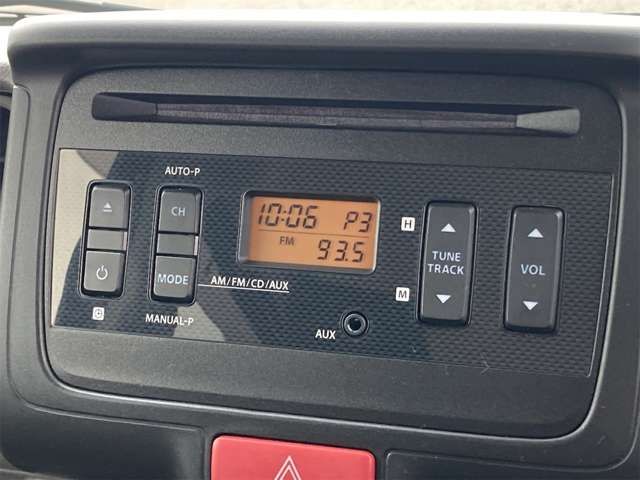 AUTO-P
CH
MODE
MANUAL-P
AM/FM/CD/AUX
10:06 P3
FM 93.5
AUX
H
M
TUNE
TRACK
VOL